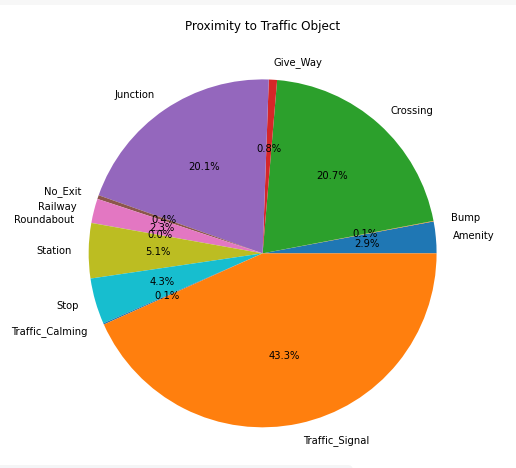 Proximity to Traffic Object
Give_Way
Junction
Crossing
0.8%
20.1%
20.7%
No_Exit
Railway
Roundabout
0.4%
2.3%
0.0%
Bump
0.1%
Amenity
2.9%
Station
5.1%
4.3%
Stop
0.1%
Traffic_Calming
43.3%
Traffic_Signal